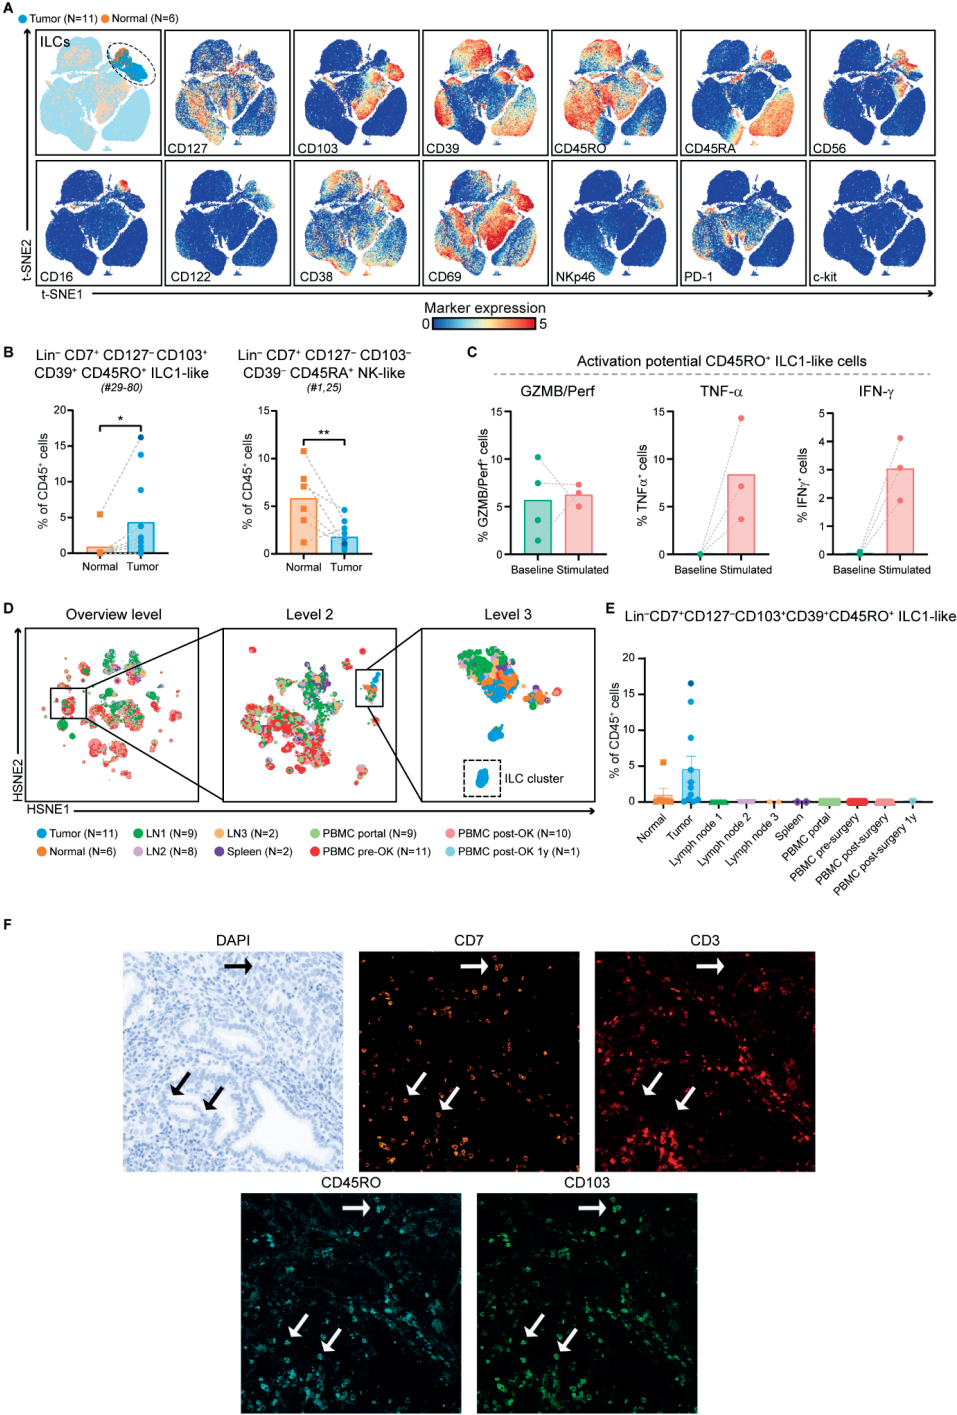 A
Tumor (N=11) Normal (N=6)
ILCs
CD127
CD103
CD39
CD45RO
CD45RA
CD56
CD16
CD122
CD38
CD69
NKp46
PD-1
c-kit
t-SNE2
t-SNE1
Marker expression
0 5
B
Lin– CD7+ CD127– CD103+
CD39+ CD45RO+ ILC1-like
(#29-80)
% of CD45+ cells
20
15
10
5
0
*
Normal Tumor
Lin– CD7+ CD127– CD103–
CD39– CD45RA+ NK-like
(#1,25)
% of CD45+ cells
15
10
5
0
**
Normal Tumor
C
Activation potential CD45RO+ ILC1-like cells
GZMB/Perf
% GZMB/Perf+ cells
15
10
5
0
Baseline Stimulated
TNF-α
% TNFα+ cells
15
10
5
0
Baseline Stimulated
IFN-γ
% IFNγ+ cells
5
4
3
2
1
0
Baseline Stimulated
D
Overview level
Level 2
Level 3
ILC cluster
HSNE2
HSNE1
Tumor (N=11) LN1 (N=9) LN3 (N=2) PBMC portal (N=9) PBMC post-OK (N=10)
Normal (N=6) LN2 (N=8) Spleen (N=2) PBMC pre-OK (N=11) PBMC post-OK 1y (N=1)
E
Lin–CD7+CD127–CD103+CD39+CD45RO+ ILC1-like
% of CD45+ cells
20
15
10
5
0
Normal
Tumor
Lymph node 1
Lymph node 2
Lymph node 3
Spleen
PBMC portal
PBMC pre-surgery
PBMC post-surgery
PBMC post-surgery 1y
F
DAPI
CD7
CD3
CD45RO
CD103